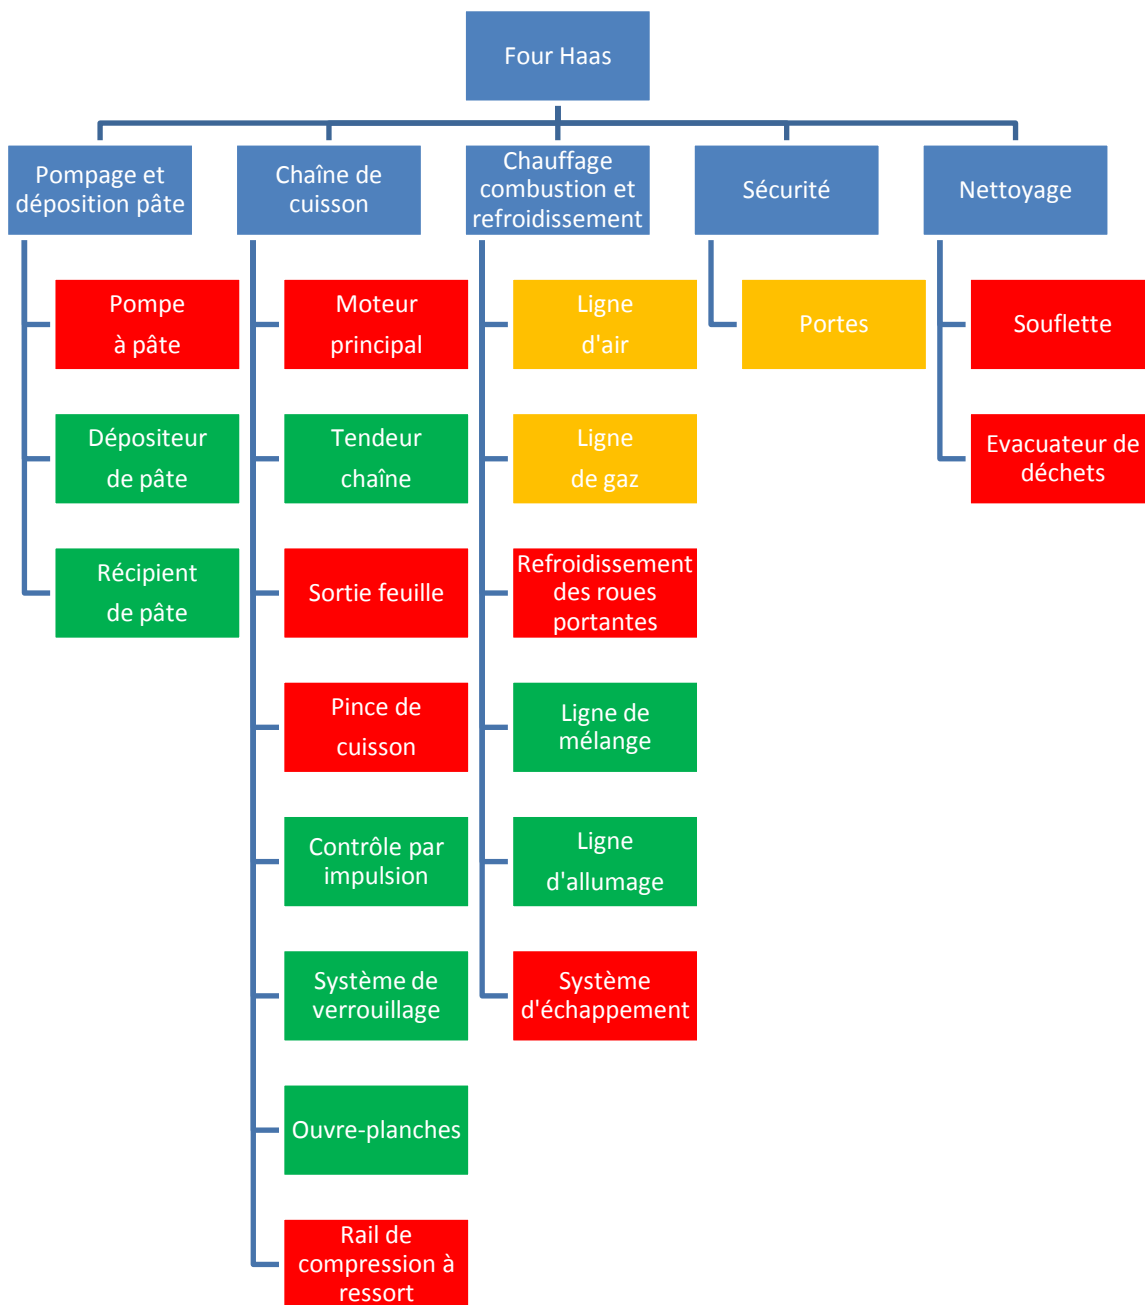 Four Haas
Pompage et
déposition pâte
Chaîne de
cuisson
Chauffage
combustion et
refroidissement
Sécurité
Nettoyage
Pompe
à pâte
Dépositeur
de pâte
Récipient
de pâte
Moteur
principal
Tendeur
chaîne
Sortie feuille
Pince de
cuisson
Contrôle par
impulsion
Système de
verrouillage
Ouvre-planches
Rail de
compression à
ressort
Ligne
d'air
Ligne
de gaz
Refroidissement
des roues
portantes
Ligne de
mélange
Ligne
d'allumage
Système
d'échappement
Portes
Souflette
Evacuateur de
déchets